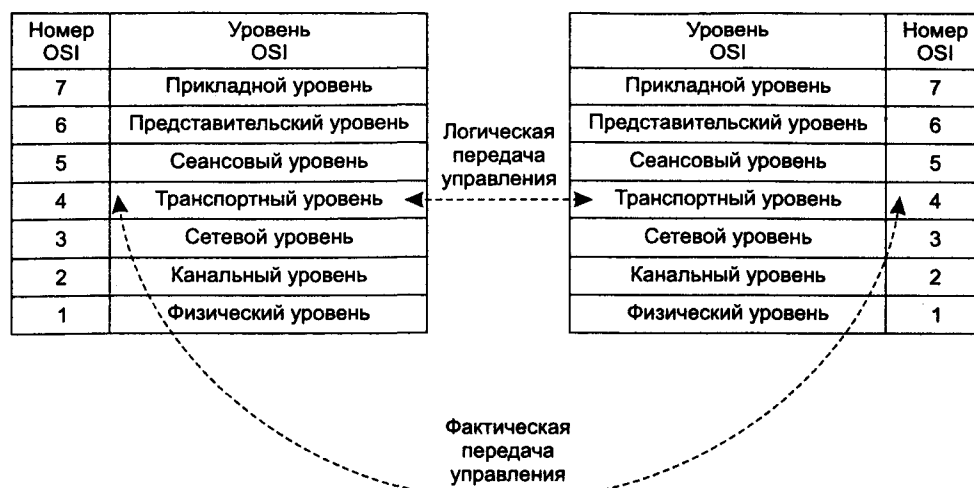 Номер
OSI
Уровень
OSI
7
Прикладной уровень
6
Представительский уровень
5
Сеансовый уровень
4
Транспортный уровень
3
Сетевой уровень
2
Канальный уровень
1
Физический уровень
Логическая
передача
управления
Уровень
OSI
Номер
OSI
Прикладной уровень
7
Представительский уровень
6
Сеансовый уровень
5
Транспортный уровень
4
Сетевой уровень
3
Канальный уровень
2
Физический уровень
1
Фактическая
передача
управления